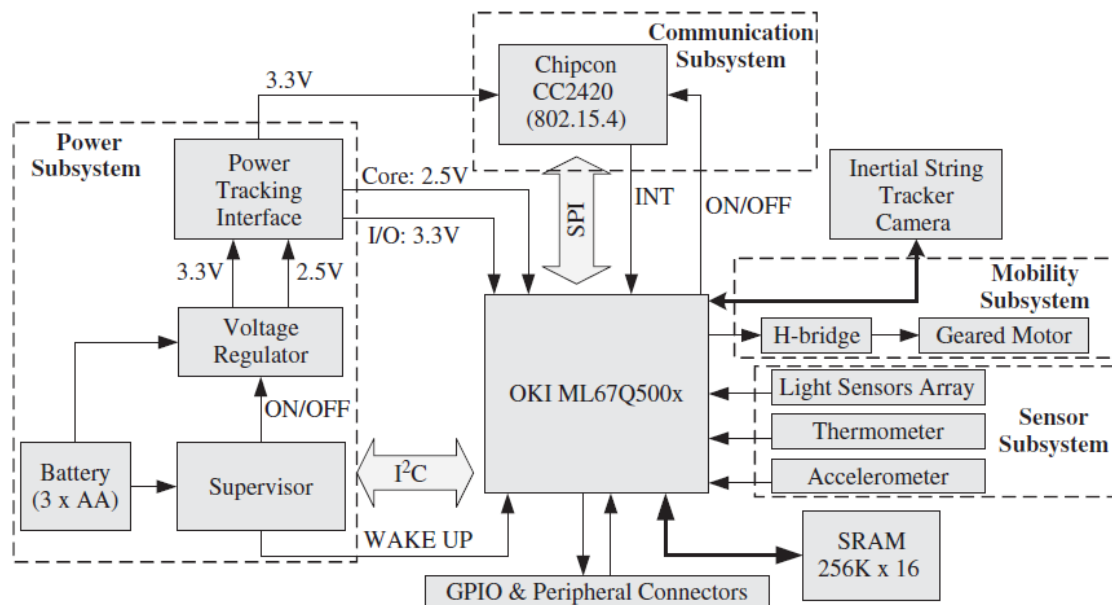 Communication
Subsystem
Chipcon
CC2420
(802.15.4)
3.3V
Power
Subsystem
Power
Tracking
Interface
Core: 2.5V
I/O: 3.3V
SPI
INT
ON/OFF
Inertial String
Tracker
Camera
3.3V
2.5V
Mobility
Subsystem
Voltage
Regulator
H-bridge
Geared Motor
OKI ML67Q500x
Light Sensors Array
Thermometer
Accelerometer
Sensor
Subsystem
ON/OFF
Battery
(3 x AA)
Supervisor
I²C
WAKE UP
SRAM
256K x 16
GPIO & Peripheral Connectors